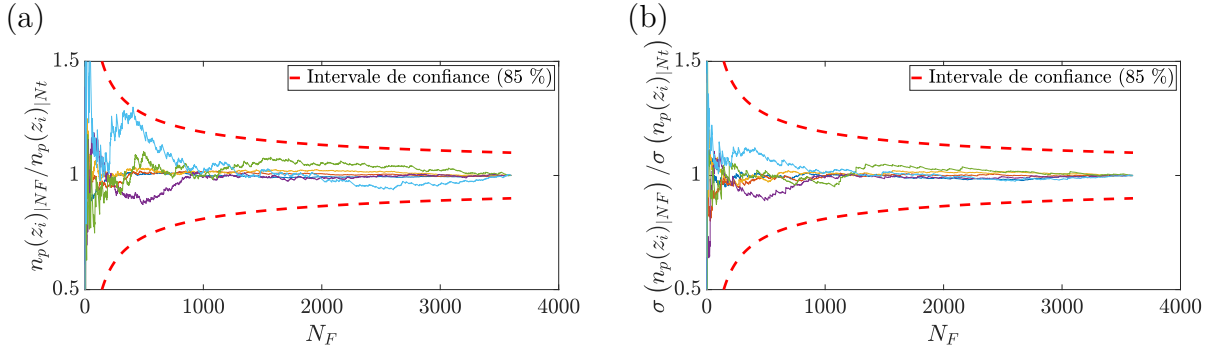 (a)
n_p(z_i)_{|NF}/n_p(z_i)_{|Nt}
1.5
1
0.5
Intervale de confiance (85 %)
0 1000 2000 3000 4000
N_F
(b)
σ (n_p(z_i)_{|NF}) /σ (n_p(z_i)_{|Nt})
1.5
1
0.5
Intervale de confiance (85 %)
0 1000 2000 3000 4000
N_F